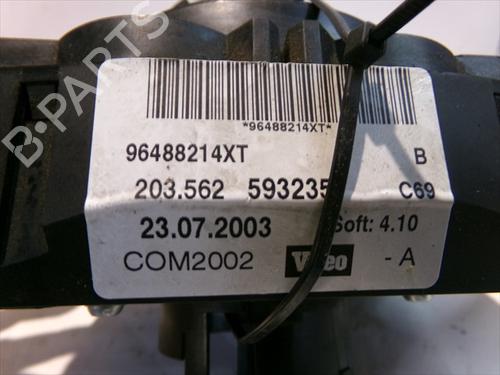 B-PARTS
*96488214XT*
96488214XT B
203.562 593235 C69
23.07.2003 Soft: 4.10
COM2002 Valeo - A